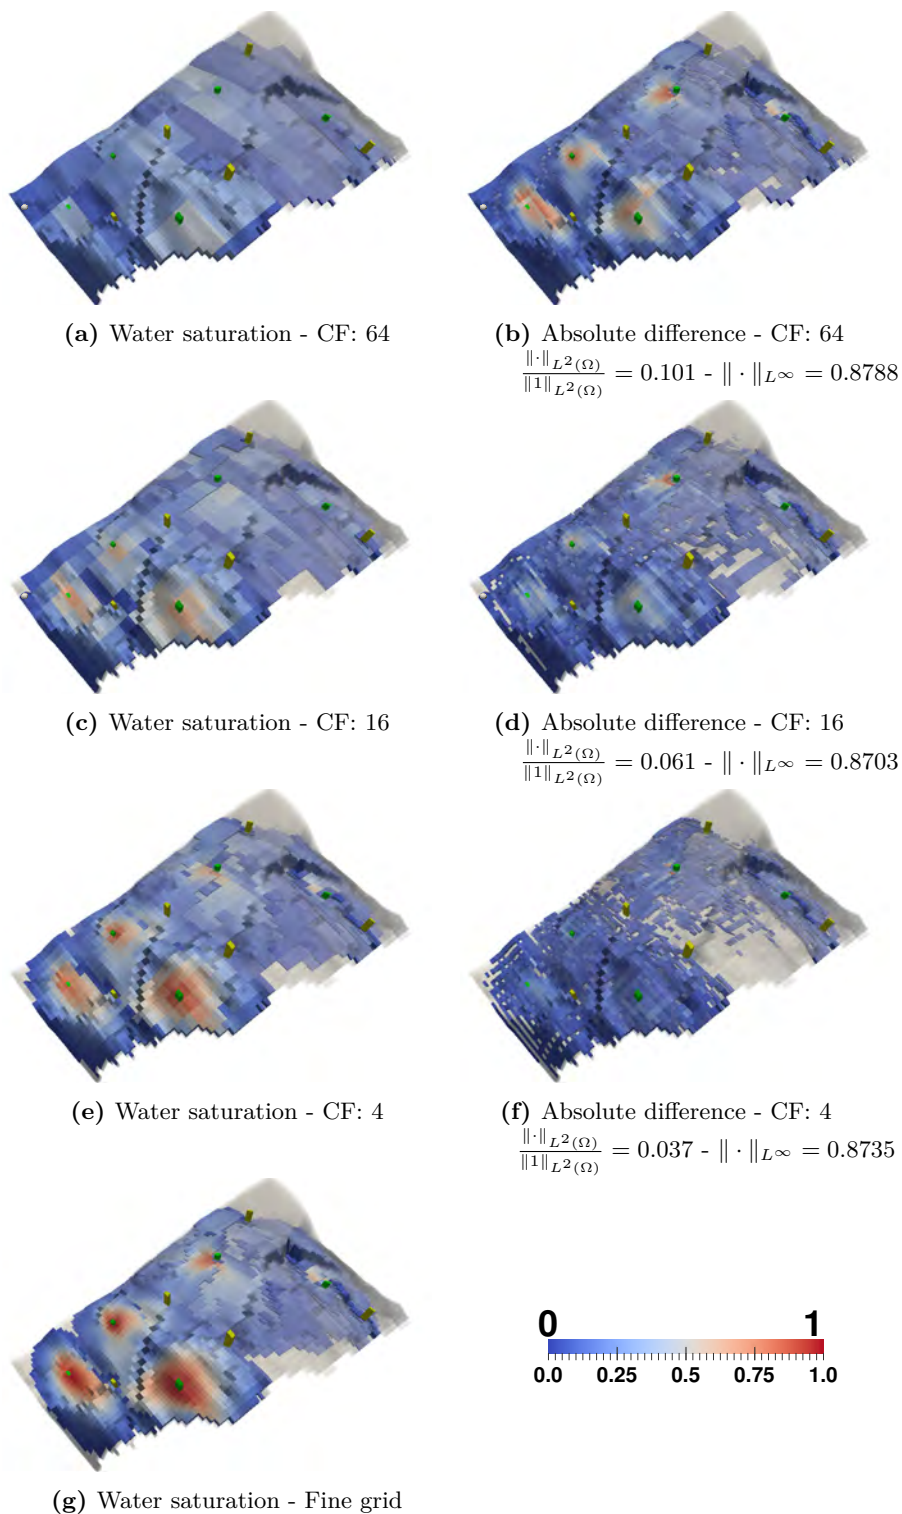 (a) Water saturation - CF: 64
(b) Absolute difference - CF: 64
‖·‖L²(Ω) / ‖1‖L²(Ω) = 0.101 - ‖ · ‖L∞ = 0.8788
(c) Water saturation - CF: 16
(d) Absolute difference - CF: 16
‖·‖L²(Ω) / ‖1‖L²(Ω) = 0.061 - ‖ · ‖L∞ = 0.8703
(e) Water saturation - CF: 4
(f) Absolute difference - CF: 4
‖·‖L²(Ω) / ‖1‖L²(Ω) = 0.037 - ‖ · ‖L∞ = 0.8735
0 1
0.0 0.25 0.5 0.75 1.0
(g) Water saturation - Fine grid